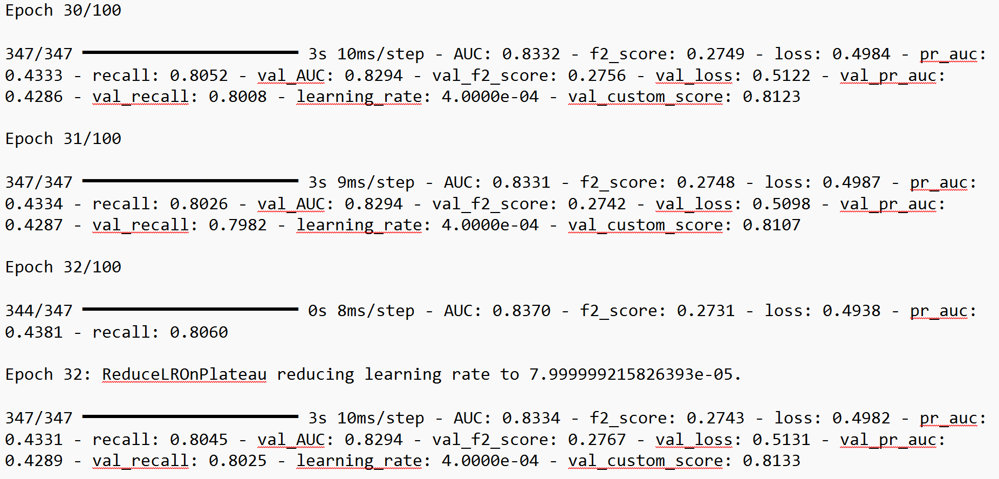 Epoch 30/100
347/347 ━━━━━━━━━━━━━━━━━━━━ 3s 10ms/step - AUC: 0.8332 - f2_score: 0.2749 - loss: 0.4984 - pr_auc:
0.4333 - recall: 0.8052 - val_AUC: 0.8294 - val_f2_score: 0.2756 - val_loss: 0.5122 - val_pr_auc:
0.4286 - val_recall: 0.8008 - learning_rate: 4.0000e-04 - val_custom_score: 0.8123
Epoch 31/100
347/347 ━━━━━━━━━━━━━━━━━━━━ 3s 9ms/step - AUC: 0.8331 - f2_score: 0.2748 - loss: 0.4987 - pr_auc:
0.4334 - recall: 0.8026 - val_AUC: 0.8294 - val_f2_score: 0.2742 - val_loss: 0.5098 - val_pr_auc:
0.4287 - val_recall: 0.7982 - learning_rate: 4.0000e-04 - val_custom_score: 0.8107
Epoch 32/100
344/347 ━━━━━━━━━━━━━━━━━━━━ 0s 8ms/step - AUC: 0.8370 - f2_score: 0.2731 - loss: 0.4938 - pr_auc:
0.4381 - recall: 0.8060
Epoch 32: ReduceLROnPlateau reducing learning rate to 7.999999215826393e-05.
347/347 ━━━━━━━━━━━━━━━━━━━━ 3s 10ms/step - AUC: 0.8334 - f2_score: 0.2743 - loss: 0.4982 - pr_auc:
0.4331 - recall: 0.8045 - val_AUC: 0.8294 - val_f2_score: 0.2767 - val_loss: 0.5131 - val_pr_auc:
0.4289 - val_recall: 0.8025 - learning_rate: 4.0000e-04 - val_custom_score: 0.8133